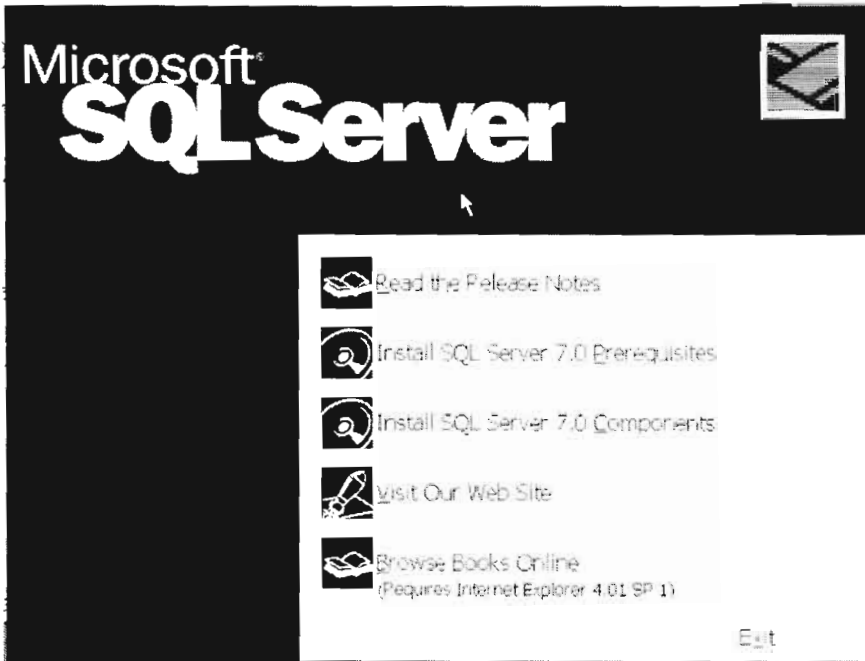 Microsoft®
SQL Server
Read the Release Notes
Install SQL Server 7.0 Prerequisites
Install SQL Server 7.0 Components
Visit Our Web Site
Browse Books Online
(Requires Internet Explorer 4.01 SP 1)
Exit